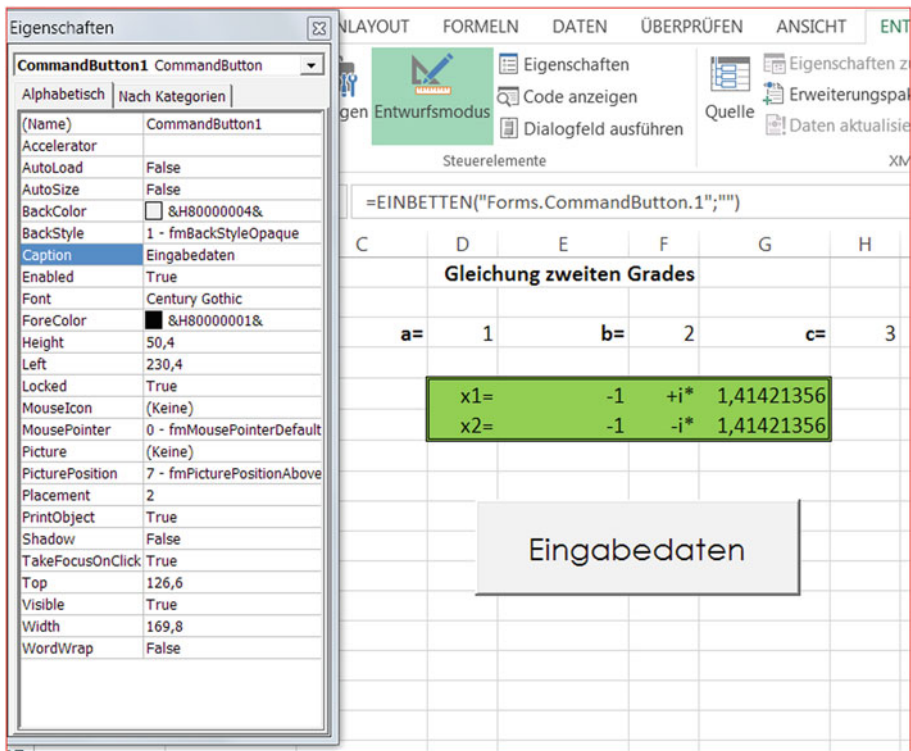 Eigenschaften
CommandButton1 CommandButton
Alphabetisch Nach Kategorien
(Name) CommandButton1
Accelerator
AutoLoad False
AutoSize False
BackColor &H80000004&
BackStyle 1 - fmBackStyleOpaque
Caption Eingabedaten
Enabled True
Font Century Gothic
ForeColor &H80000001&
Height 50,4
Left 230,4
Locked True
MouseIcon (Keine)
MousePointer 0 - fmMousePointerDefault
Picture (Keine)
PicturePosition 7 - fmPicturePositionAbove
Placement 2
PrintObject True
Shadow False
TakeFocusOnClick True
Top 126,6
Visible True
Width 169,8
WordWrap False
NLAYOUT FORMELN DATEN ÜBERPRÜFEN ANSICHT ENT
gen Entwurfsmodus
Eigenschaften
Code anzeigen
Dialogfeld ausführen
Steuerelemente
Quelle
Eigenschaften z
Erweiterungspa
Daten aktualisie
XM
=EINBETTEN("Forms.CommandButton.1";"")
C D E F G H
Gleichung zweiten Grades
a= 1 b= 2 c= 3
x1= -1 +i* 1,41421356
x2= -1 -i* 1,41421356
Eingabedaten